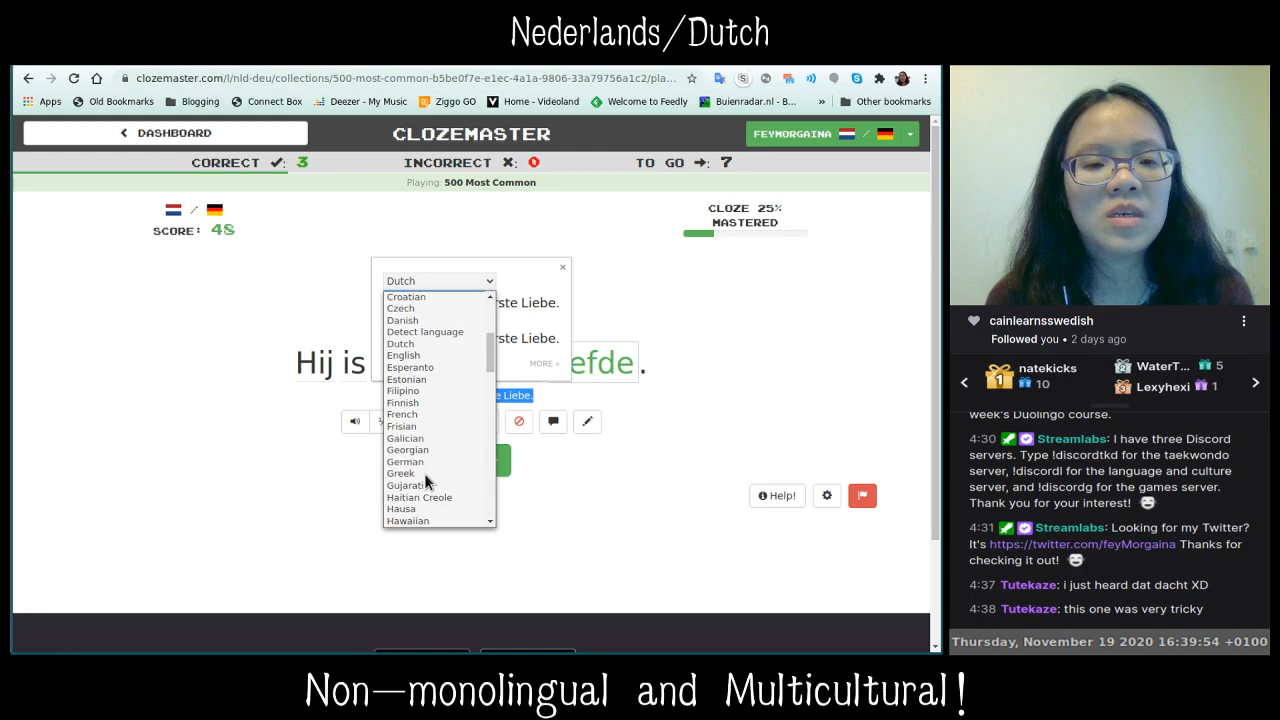 Nederlands/Dutch
clozemaster.com/l/nld-deu/collections/500-most-common-b5be0f7e-e1ec-4a1a-9806-33a79756a1c2/pla...
Apps Old Bookmarks Blogging Connect Box Deezer - My Music Ziggo GO Home - Videoland Welcome to Feedly Buienradar.nl - B... » Other bookmarks
DASHBOARD
CLOZEMASTER
FEYMORGAINA /
CORRECT ✔: 3 INCORRECT ✖: 0 TO GO →: 7
Playing: 500 Most Common
/
SCORE: 48
CLOZE 25%
MASTERED
×
Dutch
rste Liebe.
rste Liebe.
MORE »
Hij is
efde.
e Liebe.
Croatian
Czech
Danish
Detect language
Dutch
English
Esperanto
Estonian
Filipino
Finnish
French
Frisian
Galician
Georgian
German
Greek
Gujarati
Haitian Creole
Hausa
Hawaiian
Help!
cainlearnsswedish
Followed you • 2 days ago
1 natekicks
10
2 WaterT... 5
3 Lexyhexi 1
week's Duolingo course.
4:30 Streamlabs: I have three Discord
servers. Type !discordtkd for the taekwondo
server, !discordl for the language and culture
server, and !discordg for the games server.
Thank you for your interest!
4:31 Streamlabs: Looking for my Twitter?
It's https://twitter.com/feyMorgaina Thanks for
checking it out!
4:37 Tutekaze: i just heard dat dacht XD
4:38 Tutekaze: this one was very tricky
Thursday, November 19 2020 16:39:54 +0100
Non-monolingual and Multicultural!